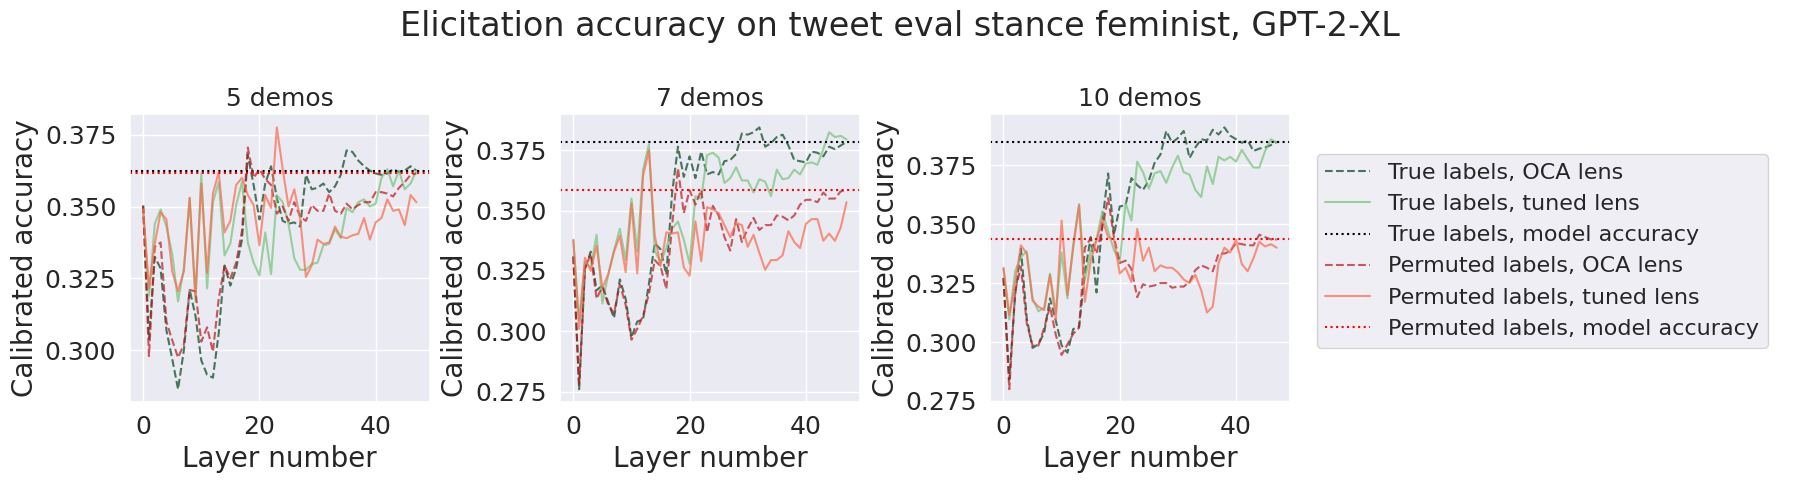 Elicitation accuracy on tweet eval stance feminist, GPT-2-XL
5 demos
Calibrated accuracy
0.375
0.350
0.325
0.300
0 20 40
Layer number
7 demos
Calibrated accuracy
0.375
0.350
0.325
0.300
0.275
0 20 40
Layer number
10 demos
Calibrated accuracy
0.375
0.350
0.325
0.300
0.275
0 20 40
Layer number
True labels, OCA lens
True labels, tuned lens
True labels, model accuracy
Permuted labels, OCA lens
Permuted labels, tuned lens
Permuted labels, model accuracy